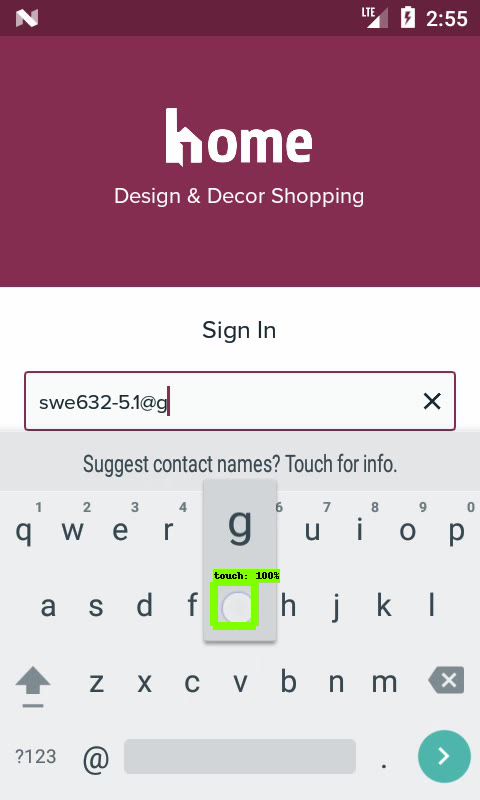 LTE 2:55
home
Design & Decor Shopping
Sign In
swe632-5.1@g
Suggest contact names? Touch for info.
1 2 3 4 6 7 8 9 0
q w e r g u i o p
touch: 100%
a s d f h j k l
z x c v b n m
?123 @ .